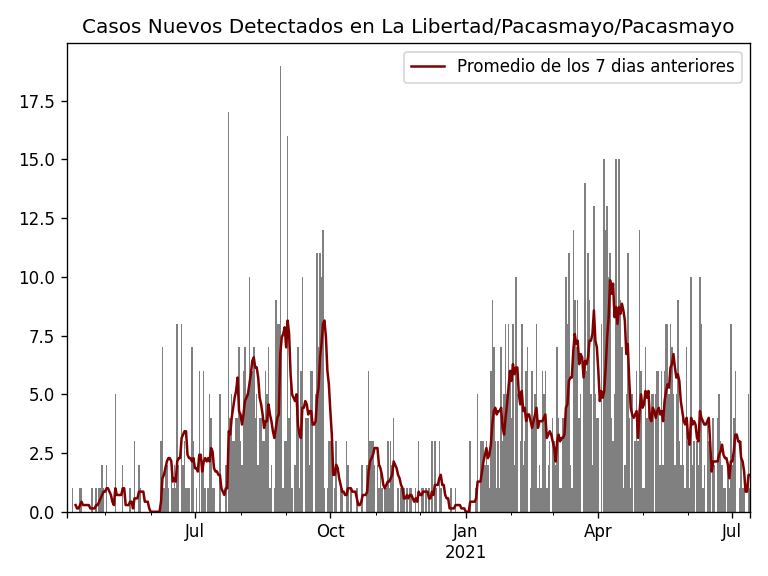 Casos Nuevos Detectados en La Libertad/Pacasmayo/Pacasmayo
Promedio de los 7 dias anteriores
17.5
15.0
12.5
10.0
7.5
5.0
2.5
0.0
Jul
Oct
Jan
2021
Apr
Jul